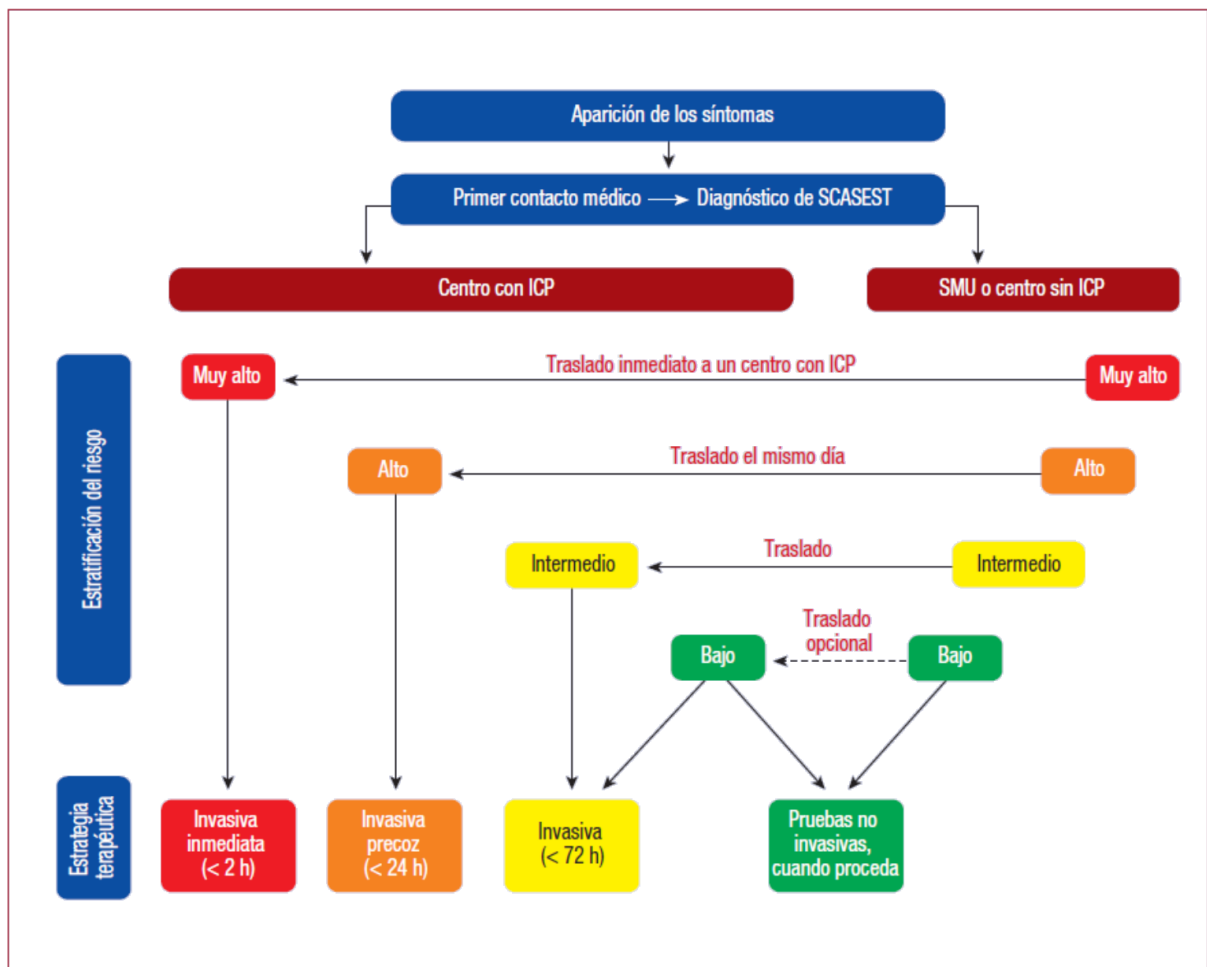 Aparición de los síntomas
Primer contacto médico → Diagnóstico de SCASEST
Centro con ICP
SMU o centro sin ICP
Estratificación del riesgo
Muy alto
Traslado inmediato a un centro con ICP
Muy alto
Alto
Traslado el mismo día
Alto
Intermedio
Traslado
Intermedio
Bajo
Traslado
opcional
Bajo
Estrategia
terapéutica
Invasiva
inmediata
(< 2 h)
Invasiva
precoz
(< 24 h)
Invasiva
(< 72 h)
Pruebas no
invasivas,
cuando proceda